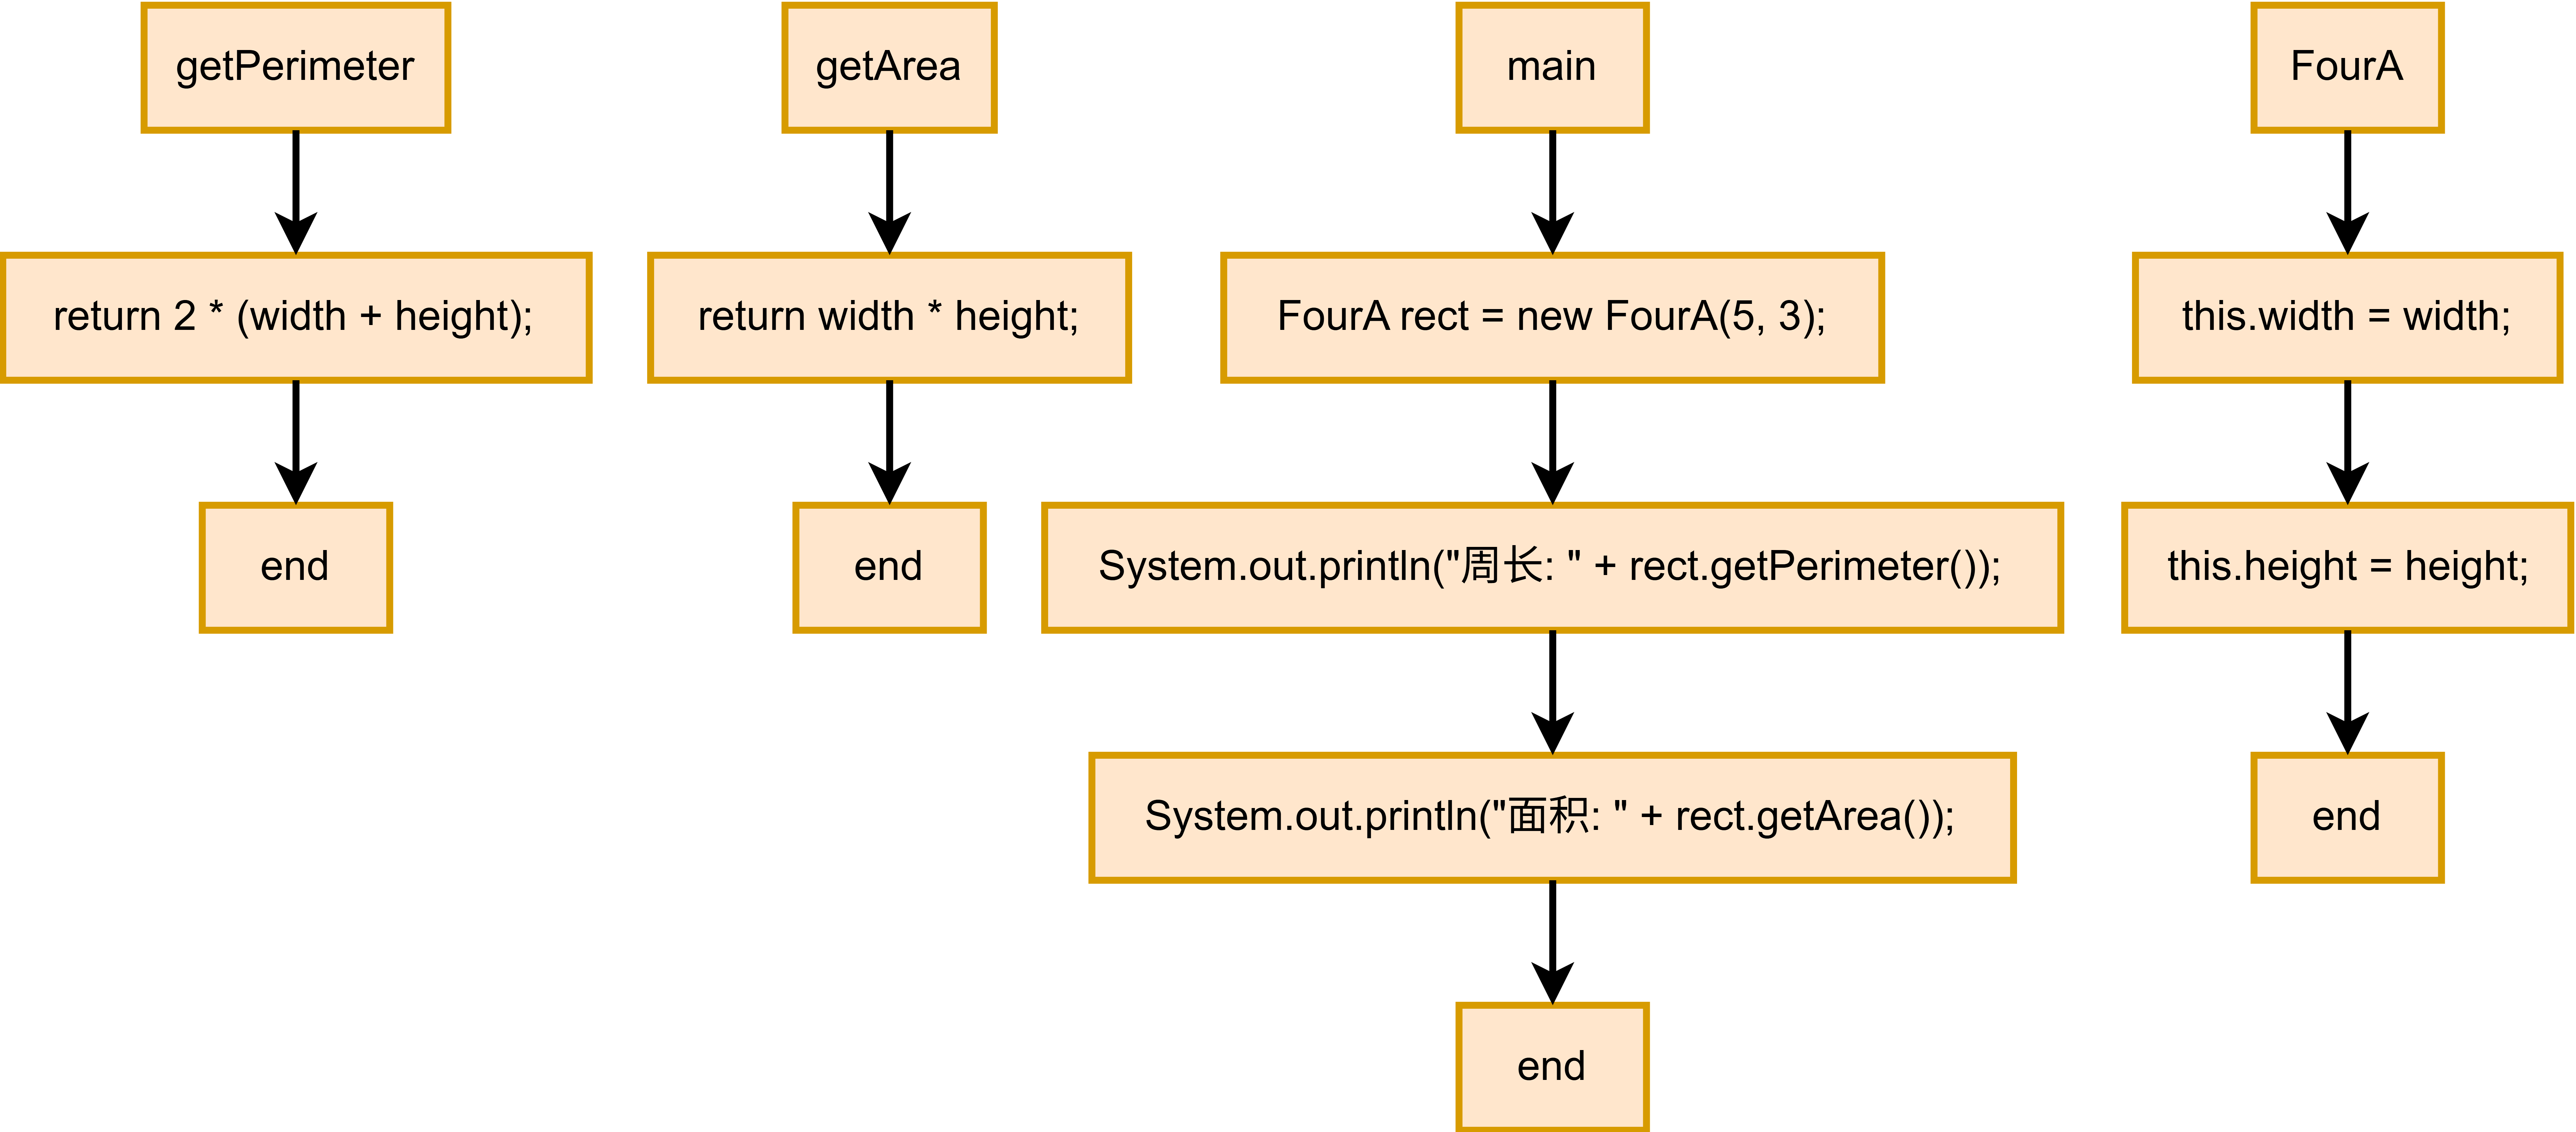 getPerimeter
return 2 * (width + height);
end
getArea
return width * height;
end
main
FourA rect = new FourA(5, 3);
System.out.println("周长: " + rect.getPerimeter());
System.out.println("面积: " + rect.getArea());
end
FourA
this.width = width;
this.height = height;
end